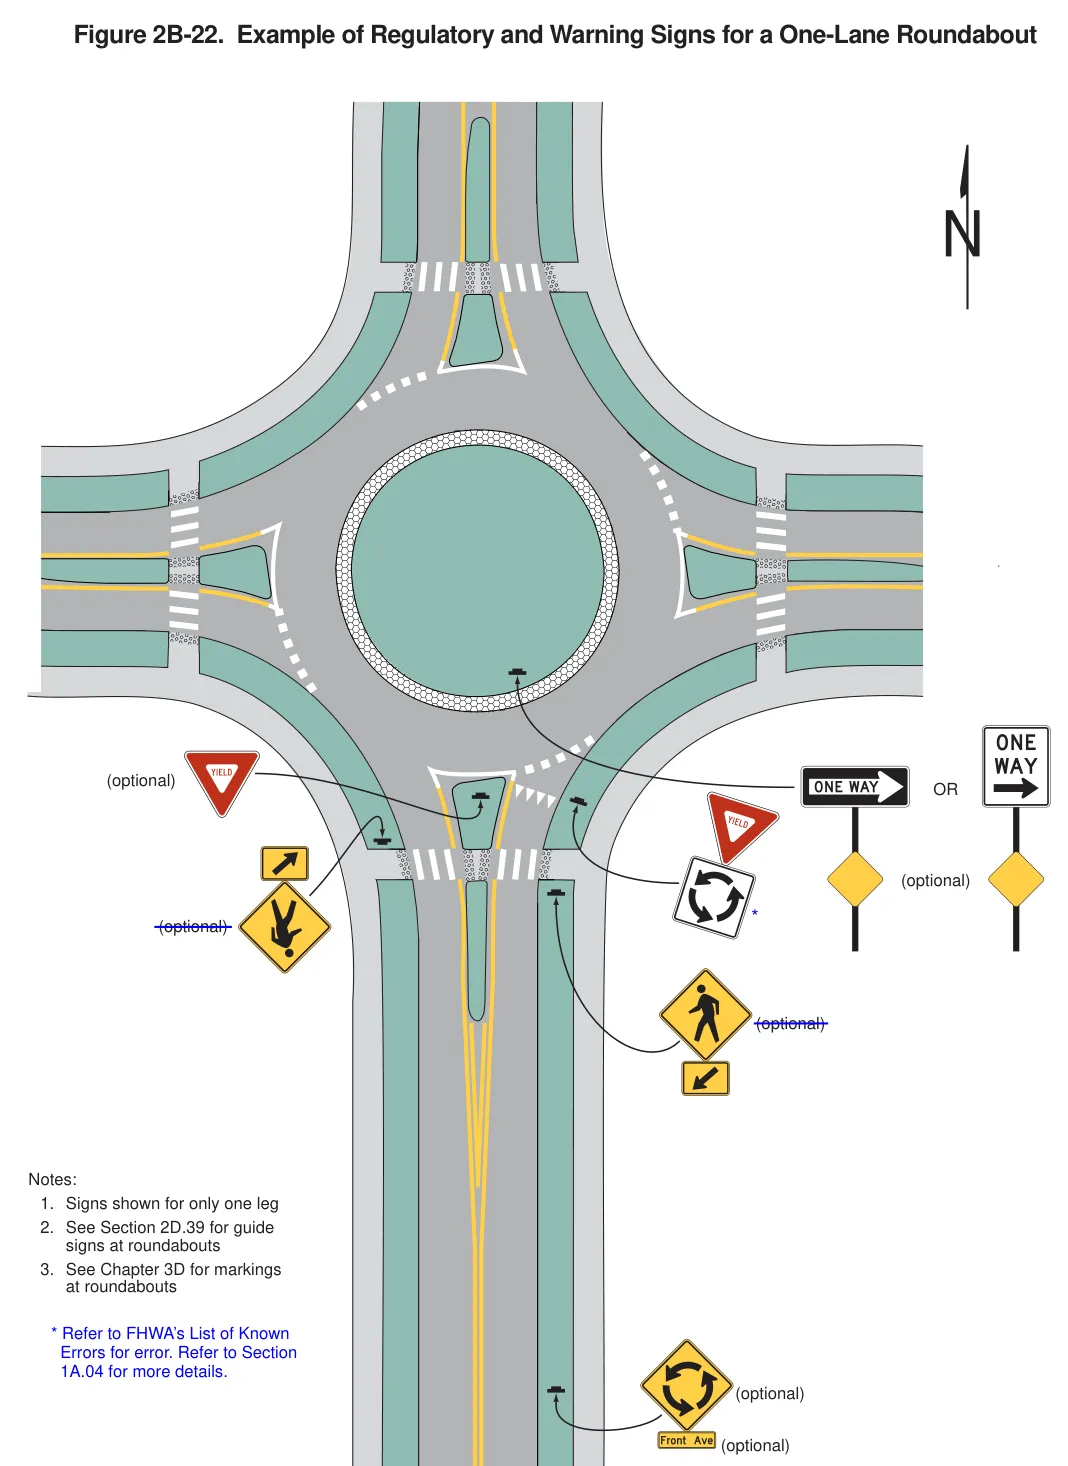 Figure 2B-22. Example of Regulatory and Warning Signs for a One-Lane Roundabout
N
YIELD
(optional)
(optional)
ONE WAY
OR
ONE
WAY
(optional)
YIELD
*
(optional)
Notes:
1. Signs shown for only one leg
2. See Section 2D.39 for guide
signs at roundabouts
3. See Chapter 3D for markings
at roundabouts
* Refer to FHWA's List of Known
Errors for error. Refer to Section
1A.04 for more details.
(optional)
Front Ave
(optional)